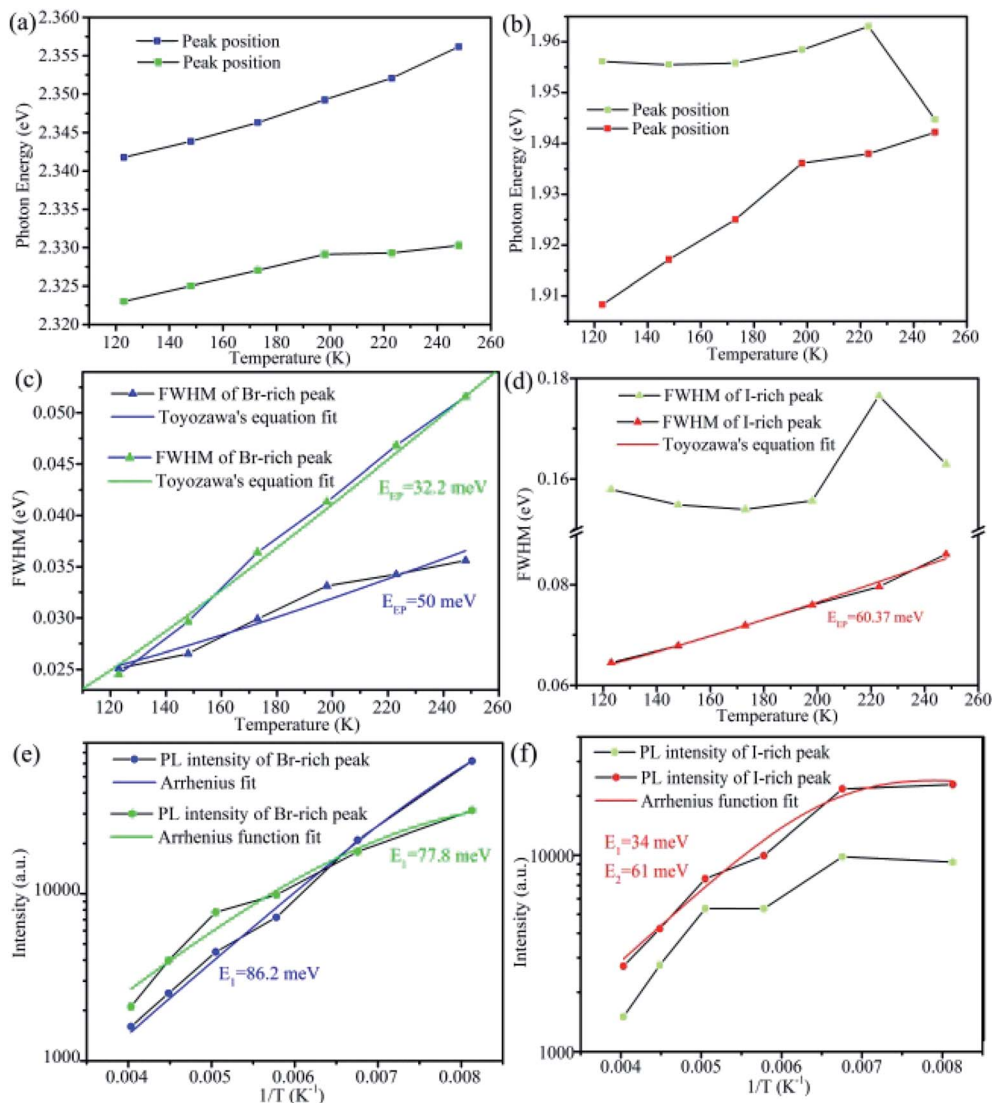 (a)
2.360
2.355
2.350
2.345
2.340
2.335
2.330
2.325
2.320
Photon Energy (eV)
Peak position
Peak position
120 140 160 180 200 220 240 260
Temperature (K)
(b)
1.96
1.95
1.94
1.93
1.92
1.91
Photon Energy (eV)
Peak position
Peak position
120 140 160 180 200 220 240 260
Temperature (K)
(c)
0.050
0.045
0.040
0.035
0.030
0.025
FWHM (eV)
FWHM of Br-rich peak
Toyozawa's equation fit
FWHM of Br-rich peak
Toyozawa's equation fit
E_EP=32.2 meV
E_EP=50 meV
120 140 160 180 200 220 240 260
Temperature (K)
(d)
0.18
0.16
0.08
0.06
FWHM (eV)
FWHM of I-rich peak
FWHM of I-rich peak
Toyozawa's equation fit
E_EP=60.37 meV
120 140 160 180 200 220 240 260
Temperature (K)
(e)
10000
1000
Intensity (a.u.)
PL intensity of Br-rich peak
Arrhenius fit
PL intensity of Br-rich peak
Arrhenius function fit
E_1=77.8 meV
E_1=86.2 meV
0.004 0.005 0.006 0.007 0.008
1/T (K⁻¹)
(f)
10000
1000
Intensity (a.u.)
PL intensity of I-rich peak
PL intensity of I-rich peak
Arrhenius function fit
E_1=34 meV
E_2=61 meV
0.004 0.005 0.006 0.007 0.008
1/T (K⁻¹)